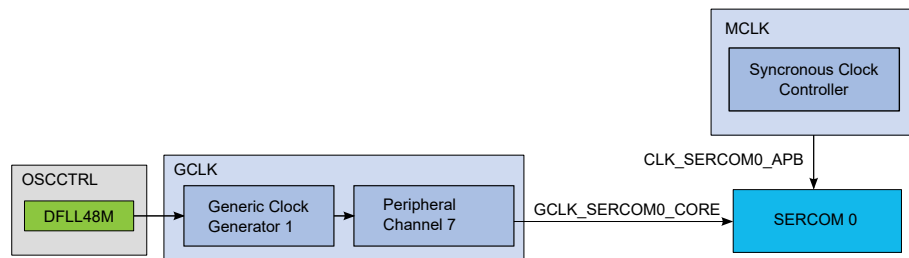 MCLK
Syncronous Clock
Controller
CLK_SERCOM0_APB
OSCCTRL
DFLL48M
GCLK
Generic Clock
Generator 1
Peripheral
Channel 7
GCLK_SERCOM0_CORE
SERCOM 0